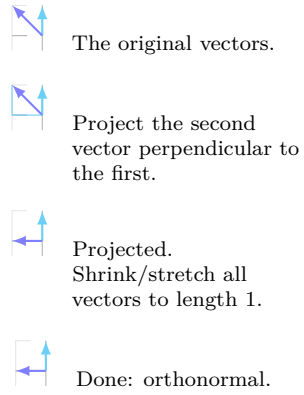 The original vectors.
Project the second
vector perpendicular to
the first.
Projected.
Shrink/stretch all
vectors to length 1.
Done: orthonormal.